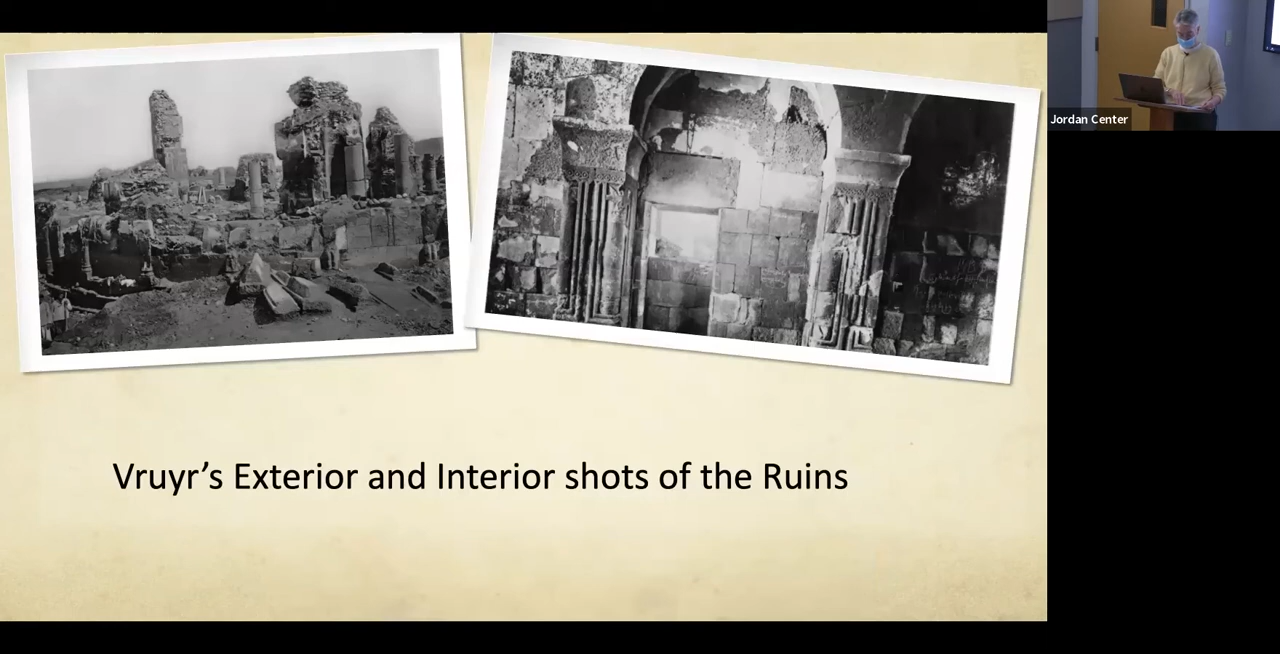 Jordan Center
Vruyr's Exterior and Interior shots of the Ruins